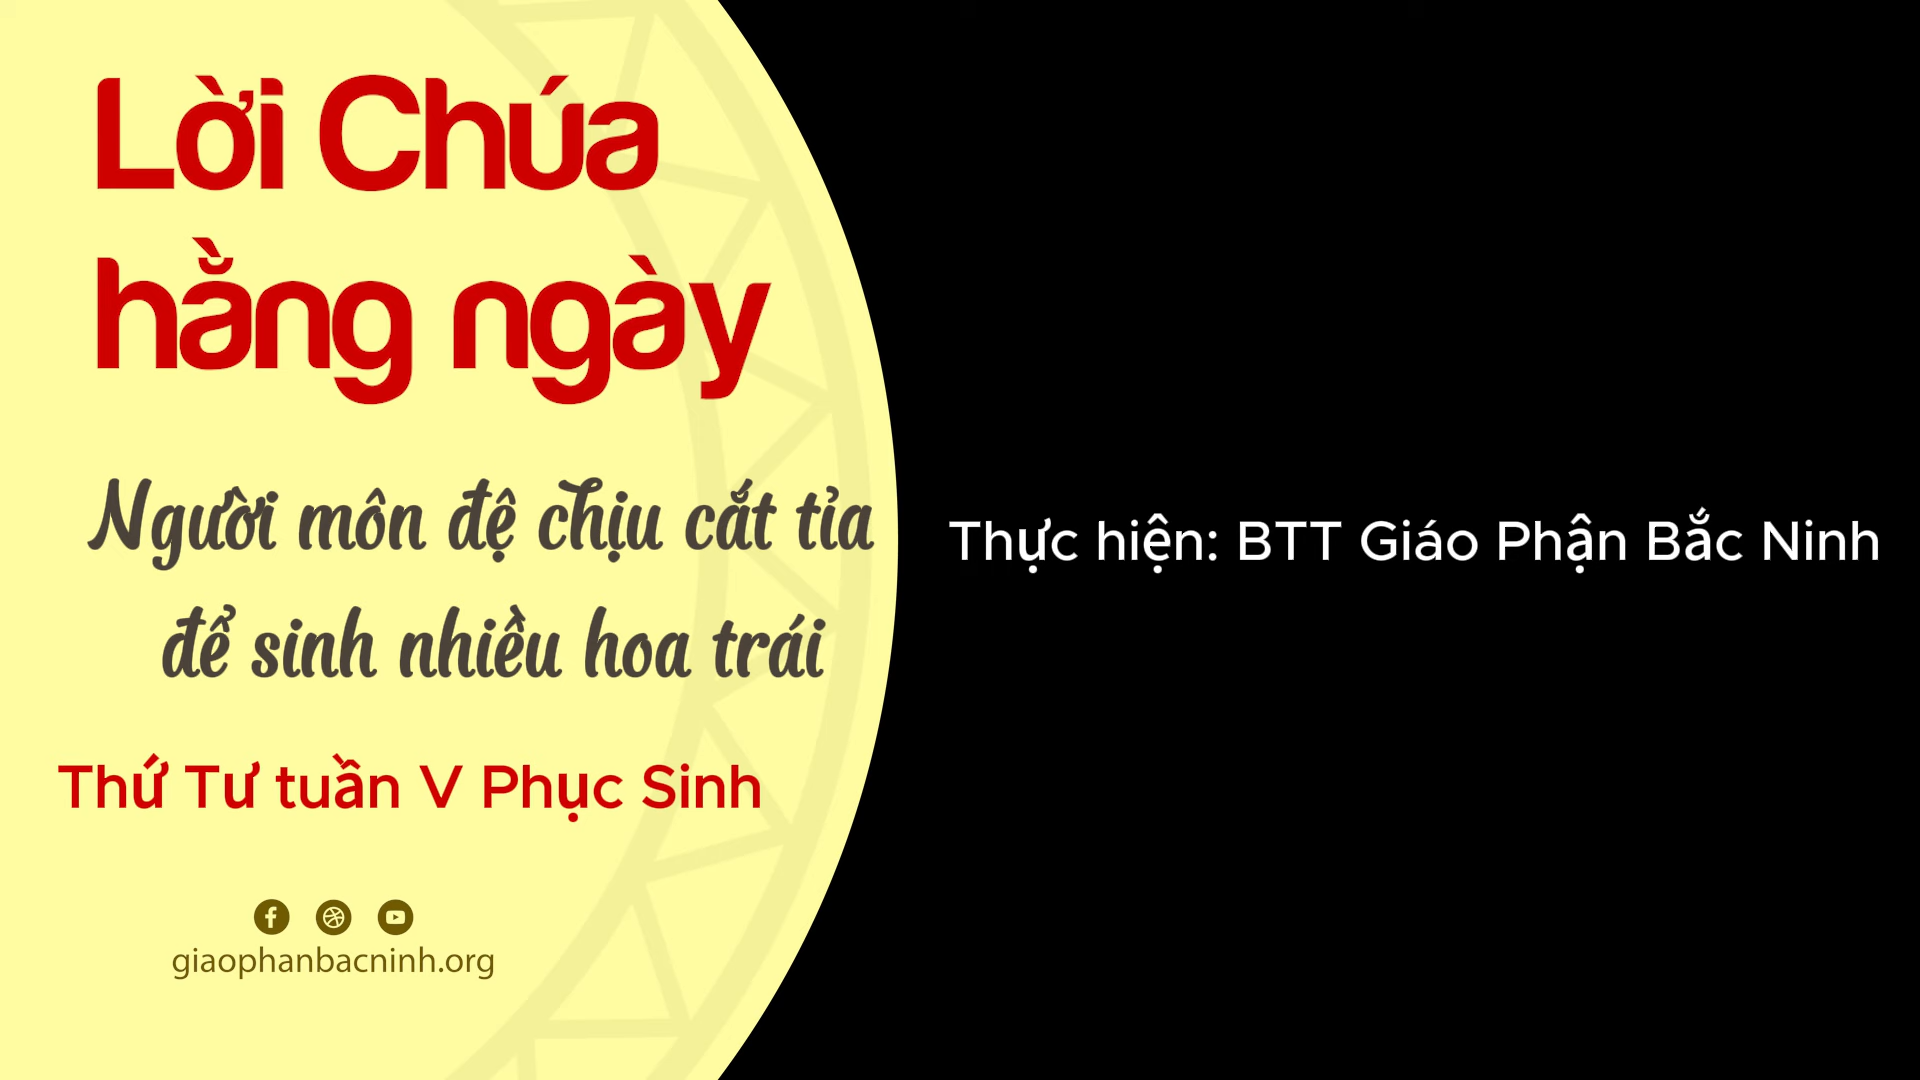 Lời Chúa
hằng ngày
Người môn đệ chịu cắt tỉa
để sinh nhiều hoa trái
Thứ Tư tuần V Phục Sinh
giaophanbacninh.org
Thực hiện: BTT Giáo Phận Bắc Ninh